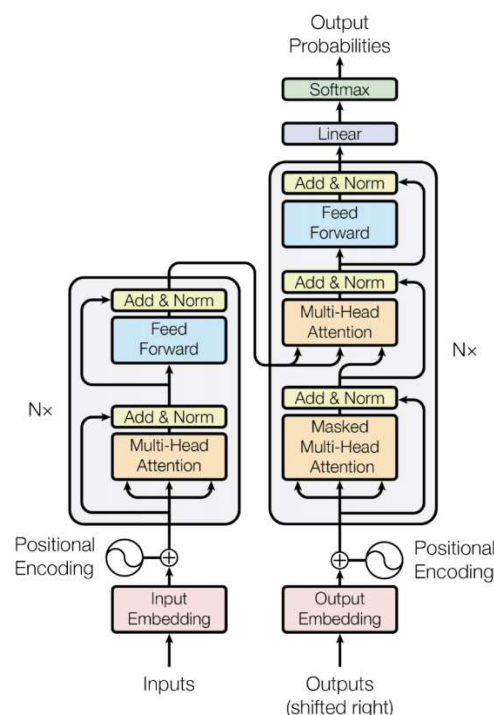 Output
Probabilities
Softmax
Linear
Add & Norm
Feed
Forward
Add & Norm
Multi-Head
Attention
N×
Add & Norm
Masked
Multi-Head
Attention
Positional
Encoding
Output
Embedding
Outputs
(shifted right)
Add & Norm
Feed
Forward
N×
Add & Norm
Multi-Head
Attention
Positional
Encoding
Input
Embedding
Inputs